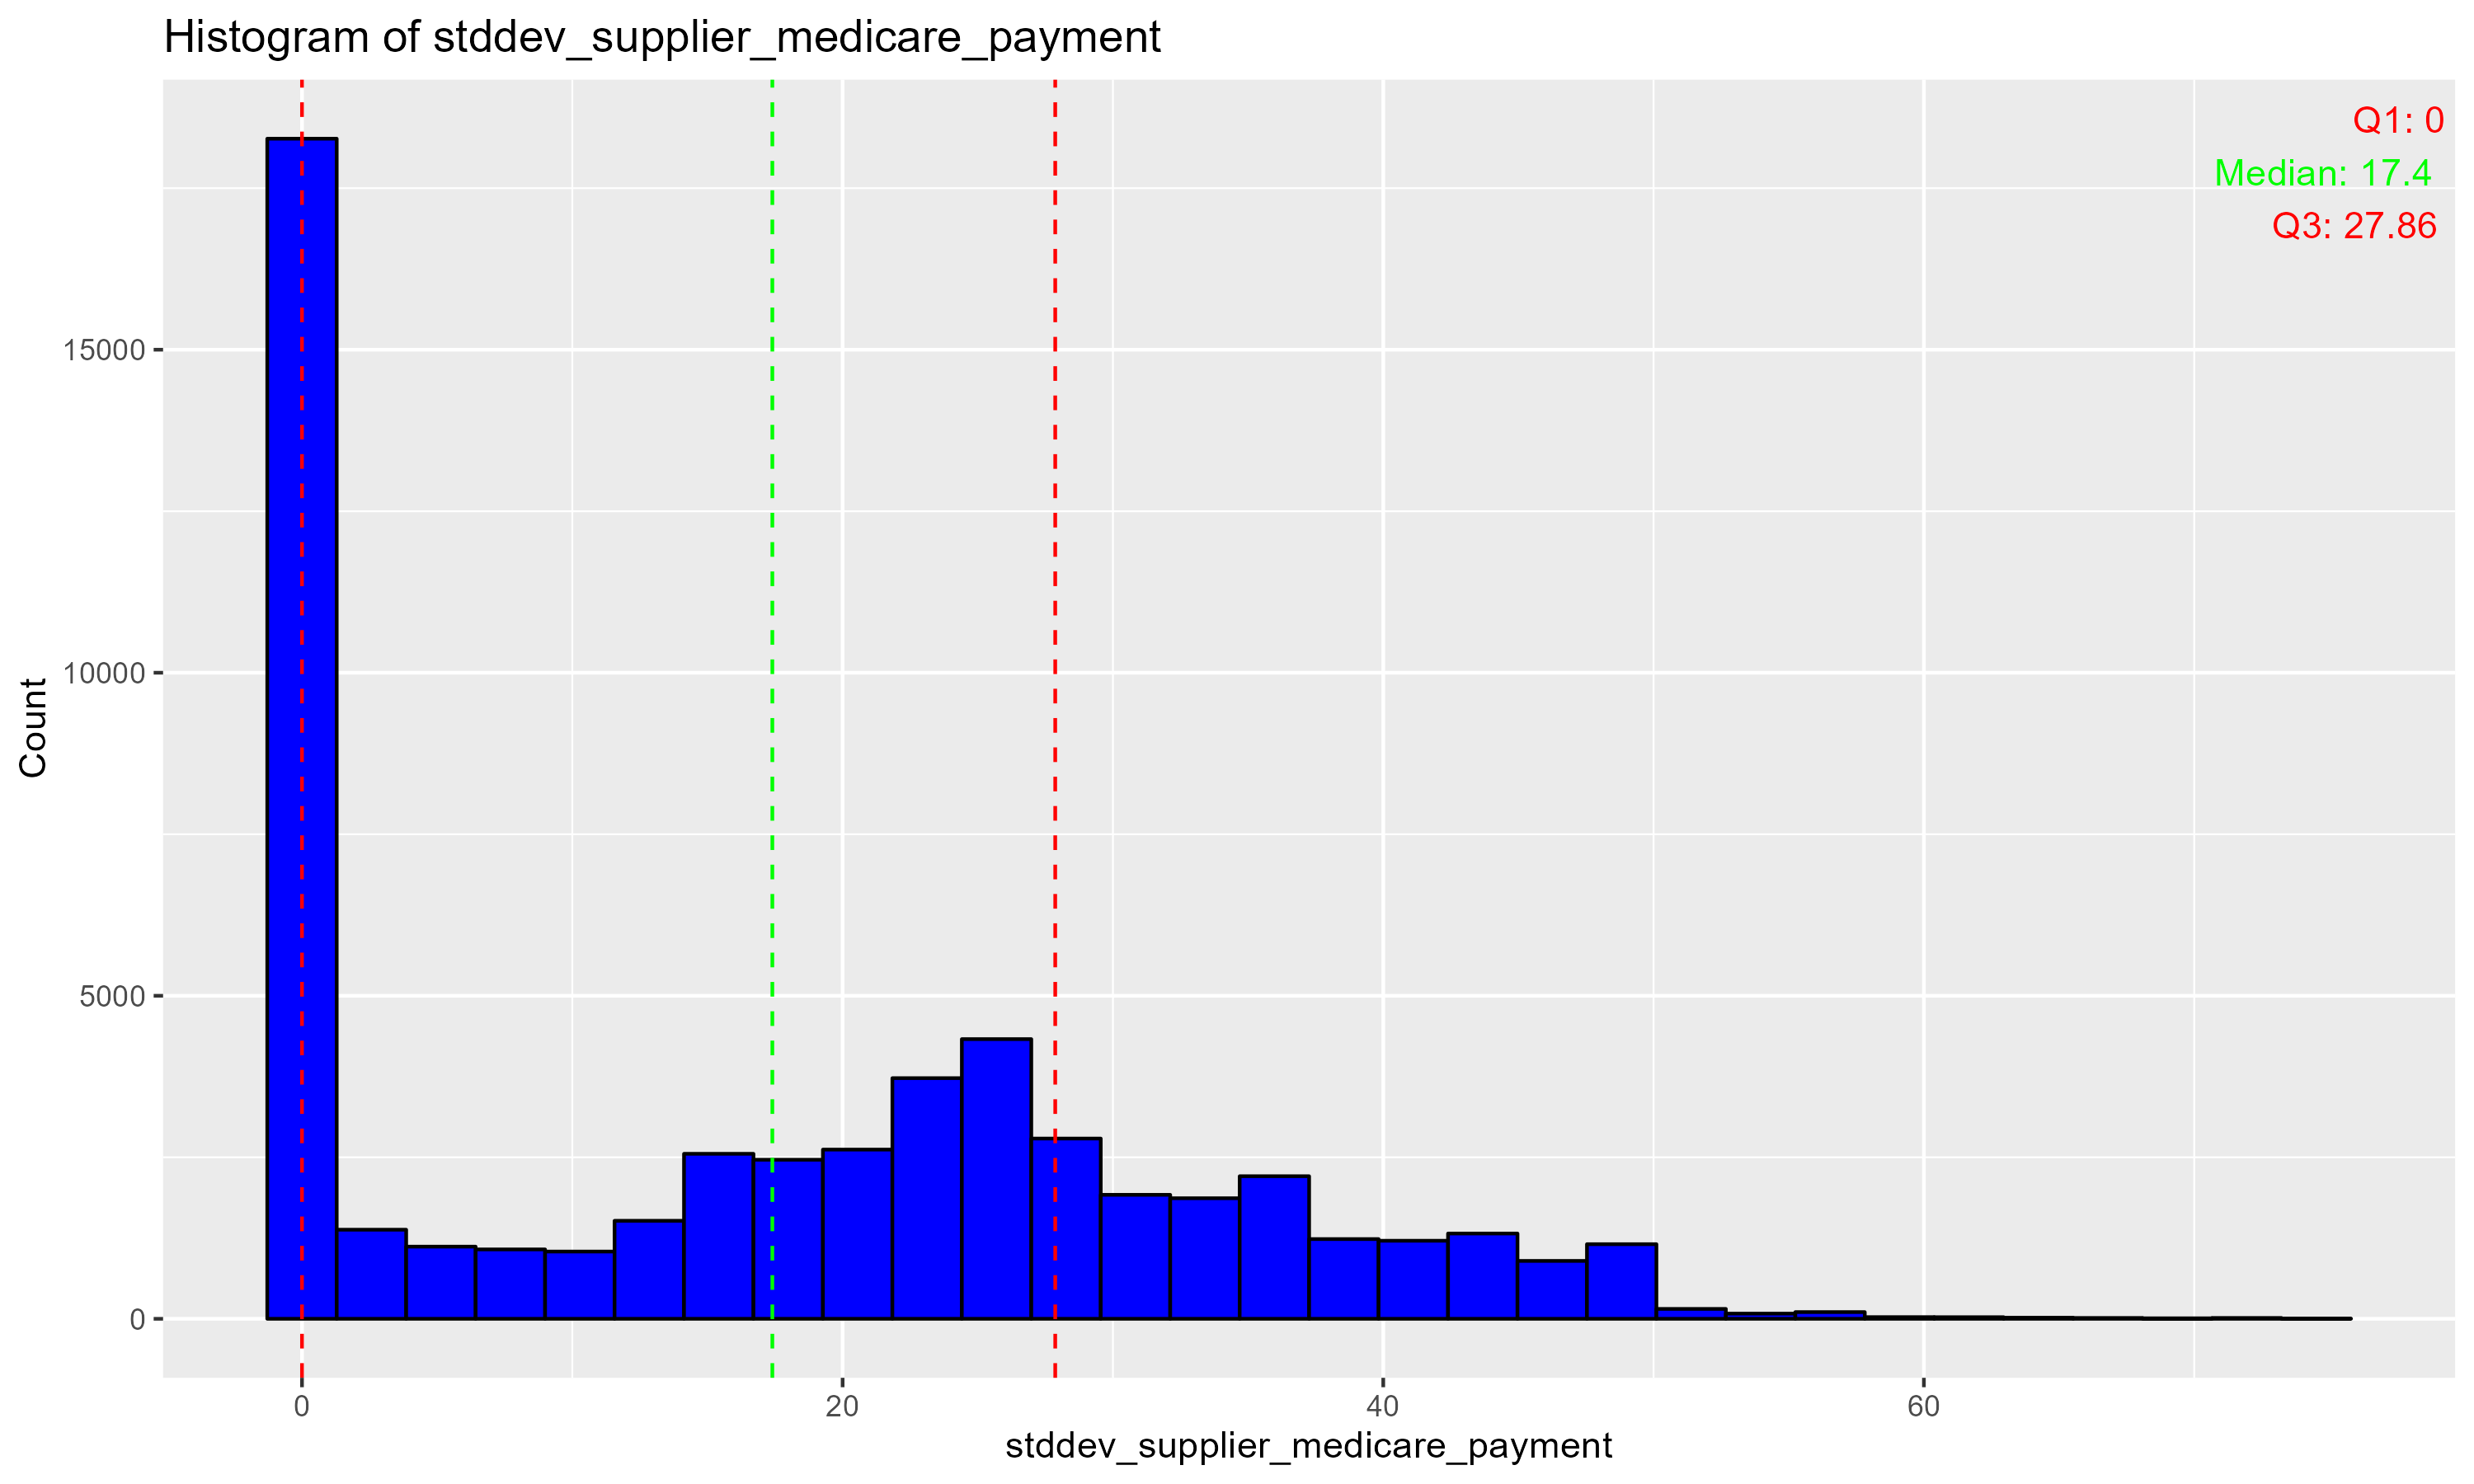 Histogram of stddev_supplier_medicare_payment
Q1: 0
Median: 17.4
Q3: 27.86
15000
10000
5000
0
Count
0 20 40 60
stddev_supplier_medicare_payment